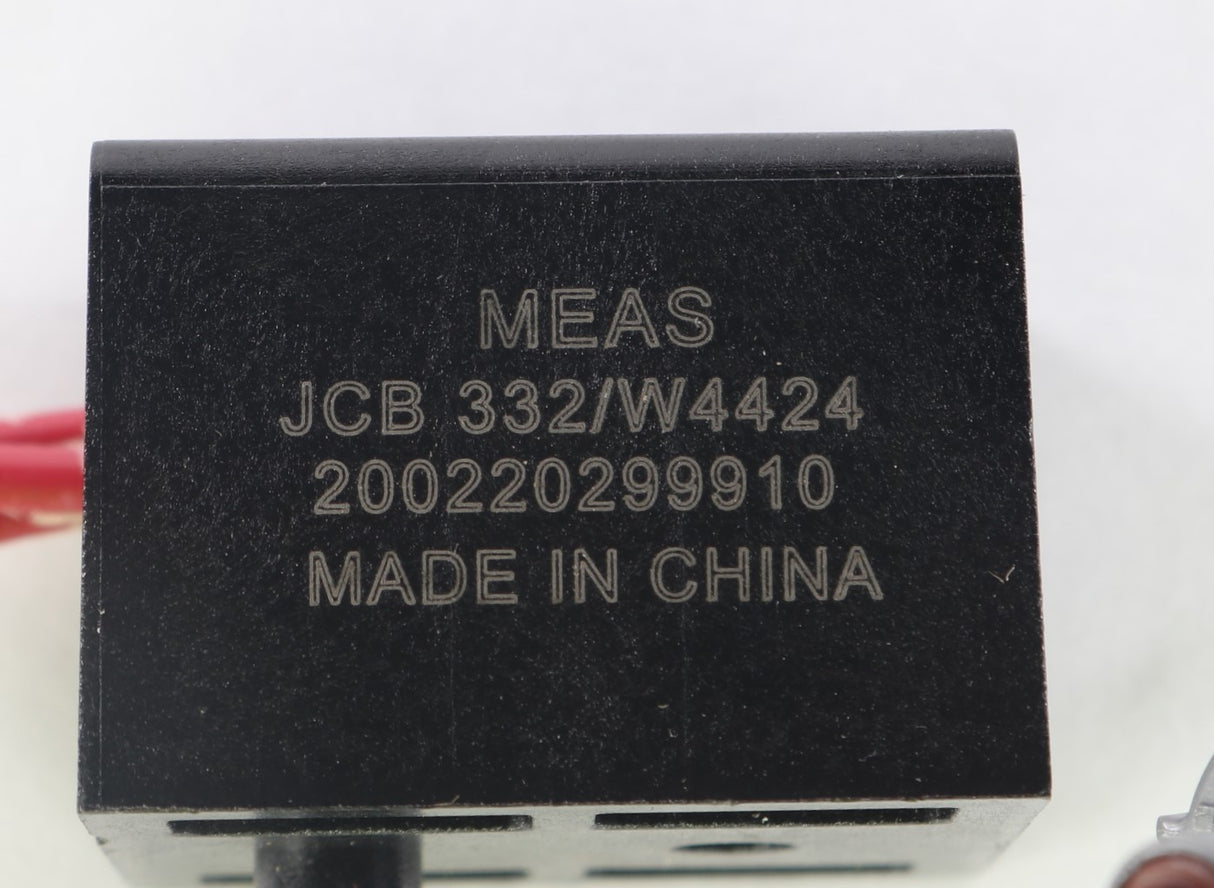 MEAS
JCB 332/W4424
200220299910
MADE IN CHINA